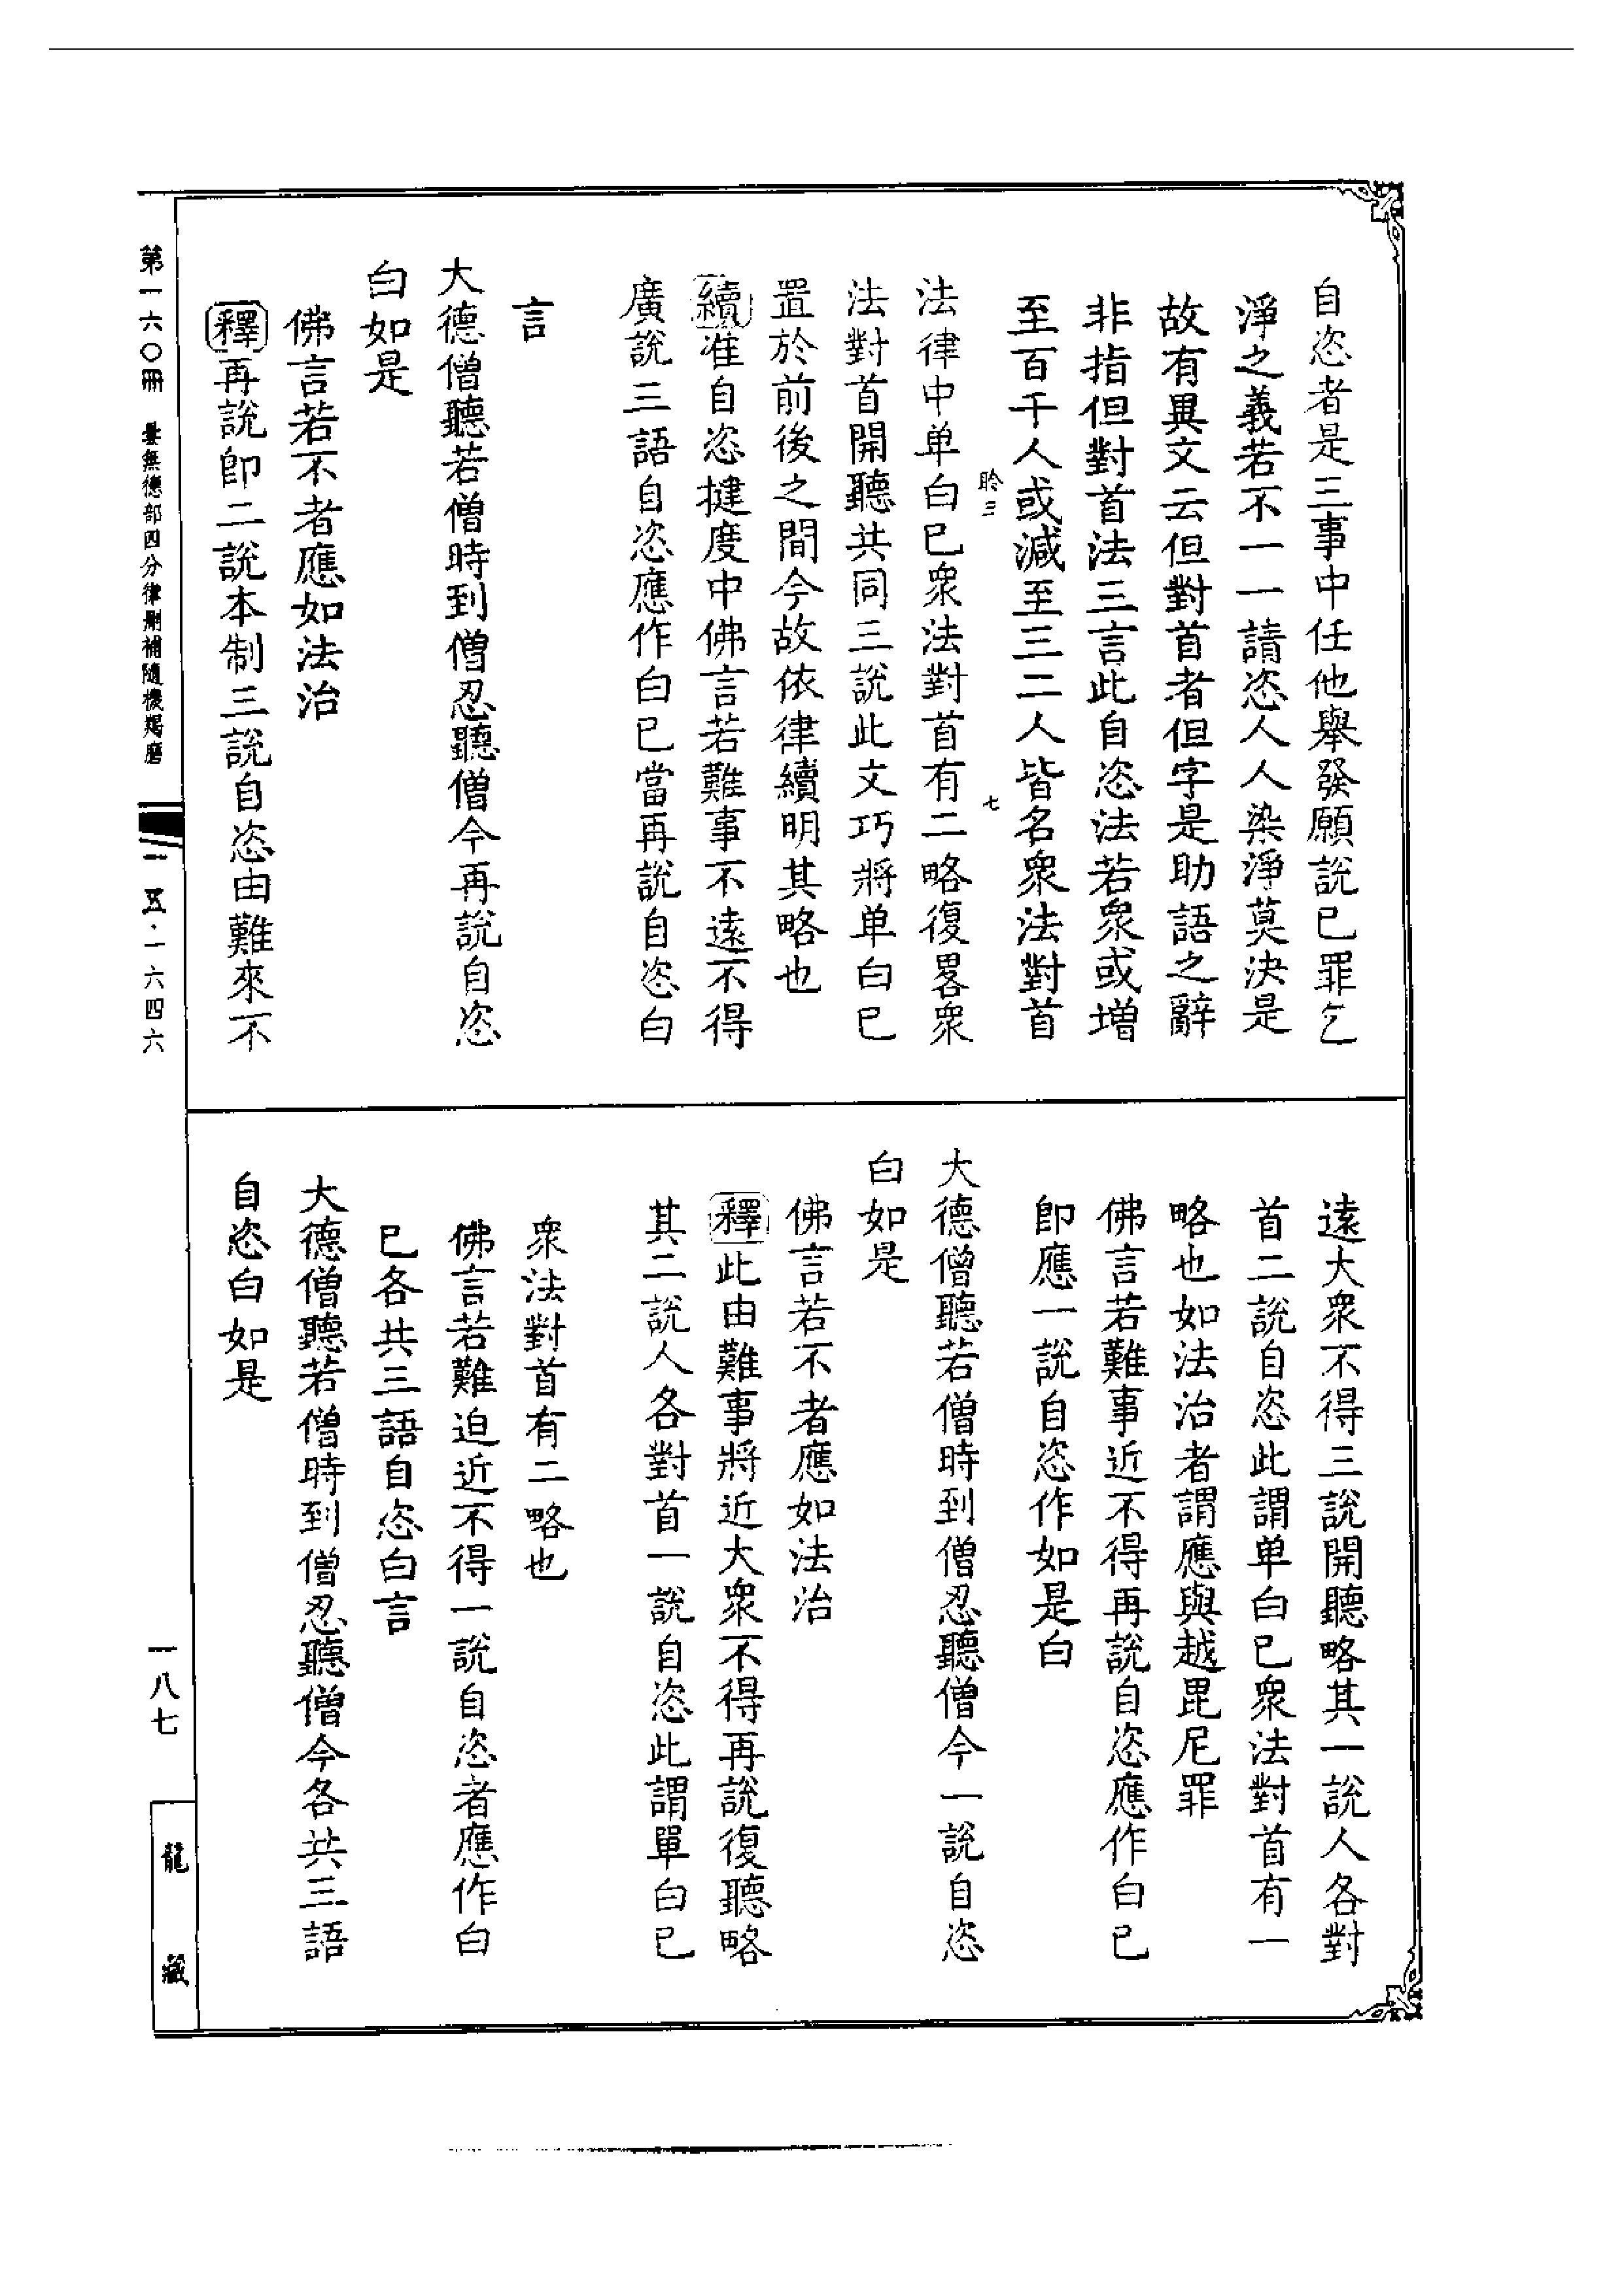 自恣者是三事中任他舉發願說已罪乞
淨之義若不一一請恣人人染淨莫決是
故有異文云但對首者但字是助語之辭
非指但對首法三言此自恣法若衆或增
至百千人或減至三二人皆名衆法對首
聆三 七
法律中单白已衆法對首有二略復畧衆
法對首開聽共同三說此文巧將单白已
置於前後之間今故依律續明其略也
續准自恣揵度中佛言若難事不遠不得
廣說三語自恣應作白已當再說自恣白
言
大德僧聽若僧時到僧忍聽僧今再說自恣
白如是
佛言若不者應如法治
釋再說卽二說本制三說自恣由難來不
遠大衆不得三說開聽略其一說人各對
首二說自恣此謂单白已衆法對首有一
略也如法治者謂應與越毘尼罪
佛言若難事近不得再說自恣應作白已
卽應一說自恣作如是白
大德僧聽若僧時到僧忍聽僧今一說自恣
白如是
佛言若不者應如法治
釋此由難事將近大衆不得再說復聽略
其二說人各對首一說自恣此謂單白已
衆法對首有二略也
佛言若難迫近不得一說自恣者應作白
已各共三語自恣白言
大德僧聽若僧時到僧忍聽僧今各共三語
自恣白如是
第一六〇冊 曇無德部四分律刪補隨機羯磨
一五·一六四六
一八七
龍藏